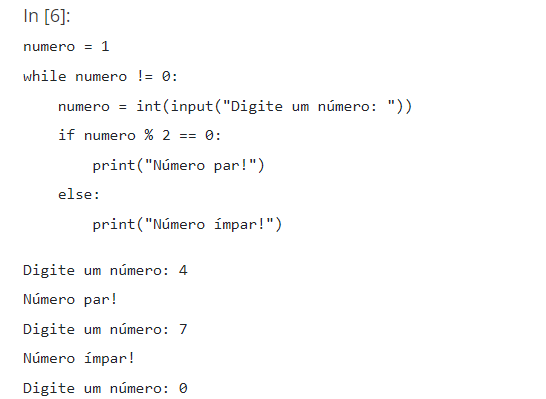 In [6]:
numero = 1
while numero != 0:
    numero = int(input("Digite um número: "))
    if numero % 2 == 0:
        print("Número par!")
    else:
        print("Número ímpar!")
Digite um número: 4
Número par!
Digite um número: 7
Número ímpar!
Digite um número: 0